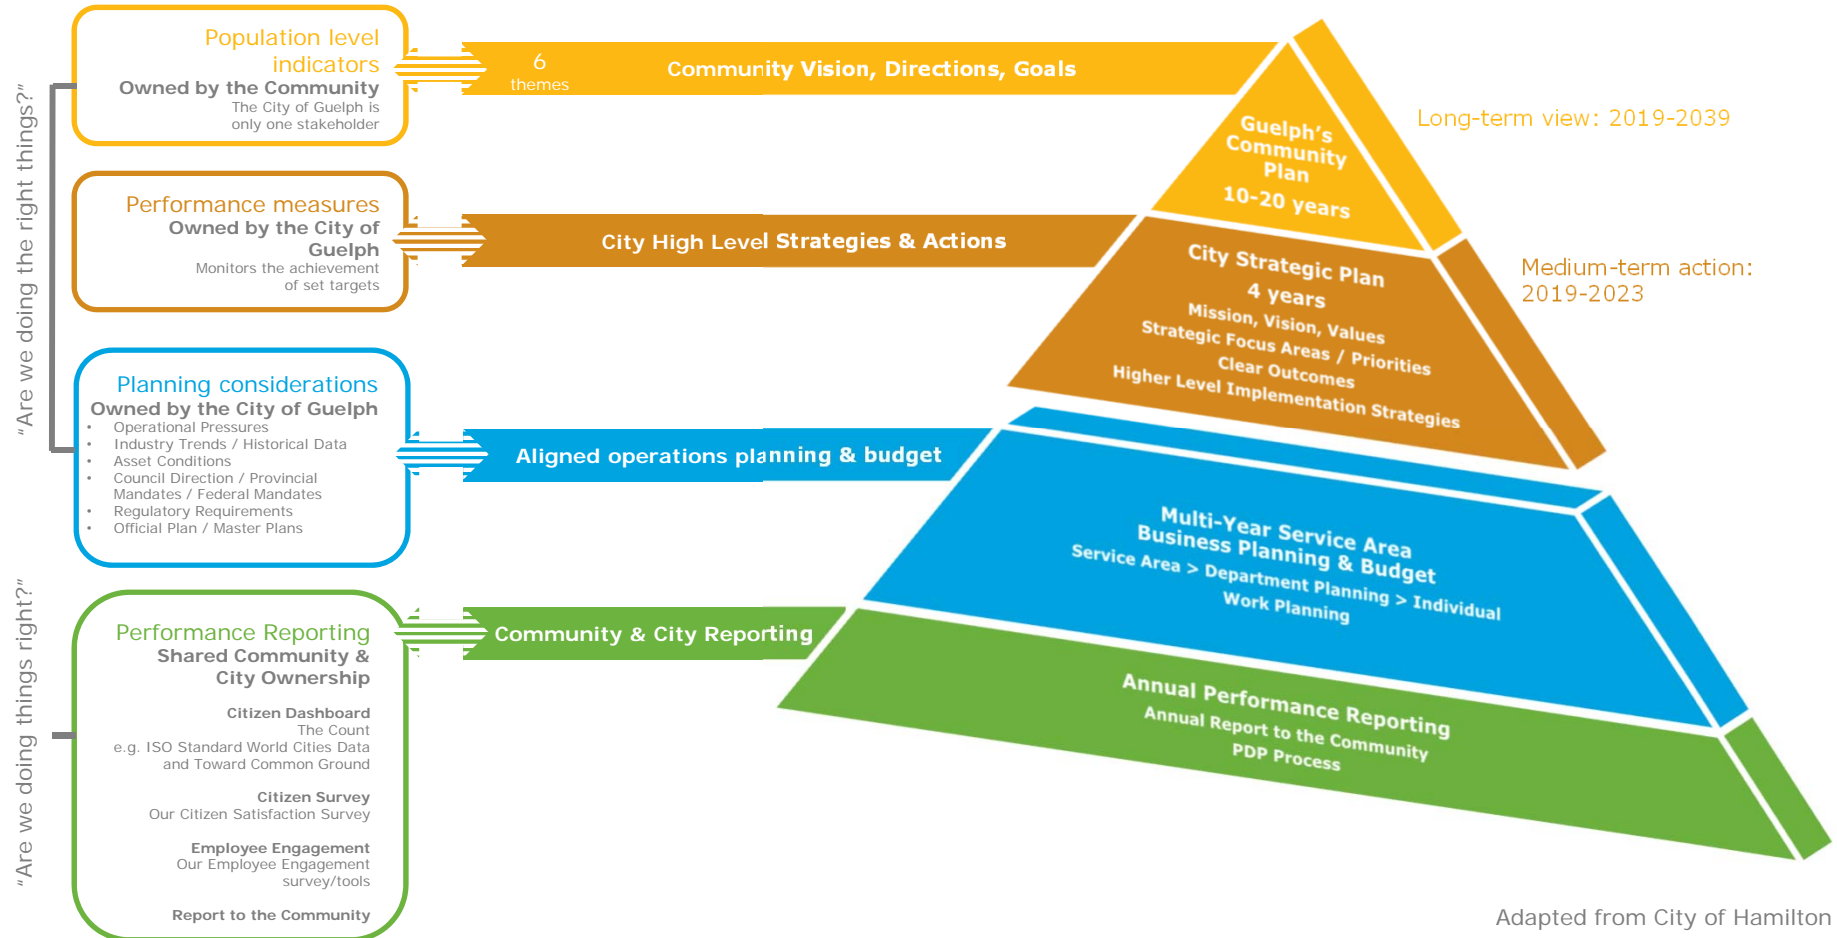 "Are we doing the right things?"
"Are we doing things right?"
Population level
indicators
Owned by the Community
The City of Guelph is
only one stakeholder
6
themes
Community Vision, Directions, Goals
Guelph's
Community
Plan
10-20 years
Long-term view: 2019-2039
Performance measures
Owned by the City of
Guelph
Monitors the achievement
of set targets
City High Level Strategies & Actions
City Strategic Plan
4 years
Mission, Vision, Values
Strategic Focus Areas / Priorities
Clear Outcomes
Higher Level Implementation Strategies
Medium-term action:
2019-2023
Planning considerations
Owned by the City of Guelph
• Operational Pressures
• Industry Trends / Historical Data
• Asset Conditions
• Council Direction / Provincial
Mandates / Federal Mandates
• Regulatory Requirements
• Official Plan / Master Plans
Aligned operations planning & budget
Multi-Year Service Area
Business Planning & Budget
Service Area > Department Planning > Individual
Work Planning
Performance Reporting
Shared Community &
City Ownership
Citizen Dashboard
The Count
e.g. ISO Standard World Cities Data
and Toward Common Ground
Citizen Survey
Our Citizen Satisfaction Survey
Employee Engagement
Our Employee Engagement
survey/tools
Report to the Community
Community & City Reporting
Annual Performance Reporting
Annual Report to the Community
PDP Process
Adapted from City of Hamilton